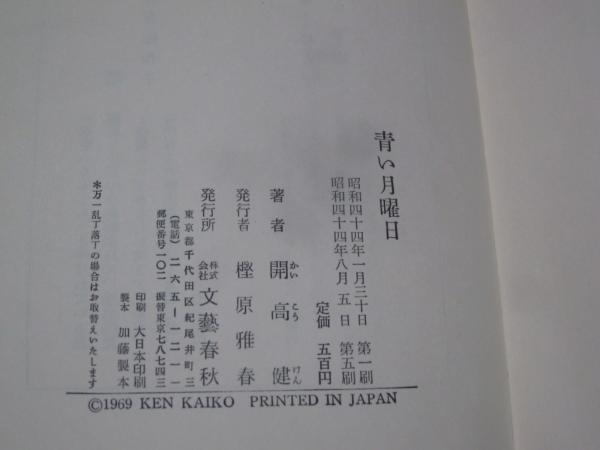 青い月曜日
昭和四十四年一月三十日 第一刷
昭和四十四年八月 五 日 第五刷
定価 五百円
著者 開高健
かいこうけん
発行者 樫原雅春
発行所 株式会社 文藝春秋
東京都千代田区紀尾井町三
(電話) 二六五―一二一一
郵便番号一〇二 振替東京七八七四三
印刷 大日本印刷
製本 加藤製本
*万一乱丁落丁の場合はお取替えいたします
©1969 KEN KAIKO PRINTED IN JAPAN